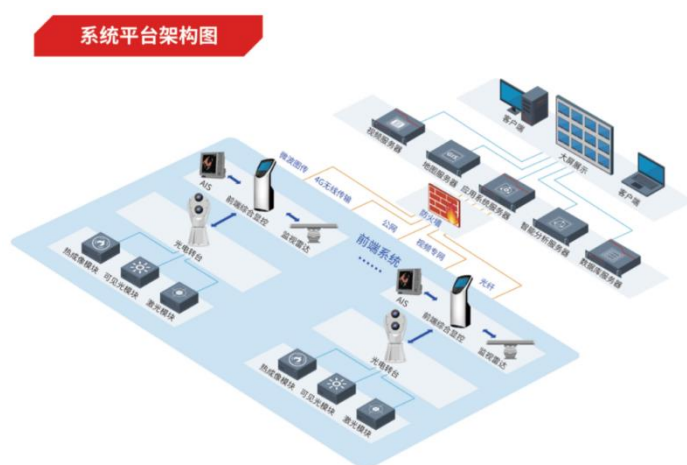 系统平台架构图
客户端
大屏展示
客户端
视频服务器
地图服务器
应用系统服务器
智能分析服务器
数据库服务器
防火墙
微波图传
4G无线传输
公网
视频专网
光纤
前端系统
......
AIS
前端综合显控
监视雷达
光电转台
热成像模块
可见光模块
激光模块
AIS
前端综合显控
监视雷达
光电转台
热成像模块
可见光模块
激光模块